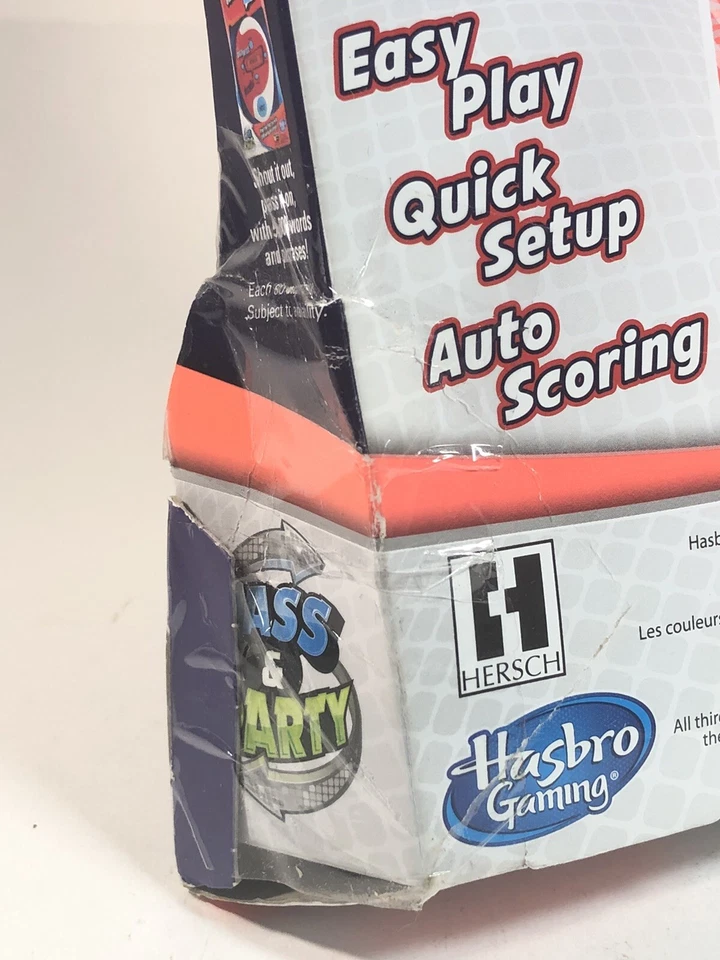 Easy
Play
Quick
Setup
Auto
Scoring
Shout it out,
pass it on,
with words
and phrases!
Each
Subject to
ASS
&
ARTY
H
HERSCH
Hasbro
Gaming®
Hasb
Les couleurs
All thir
the